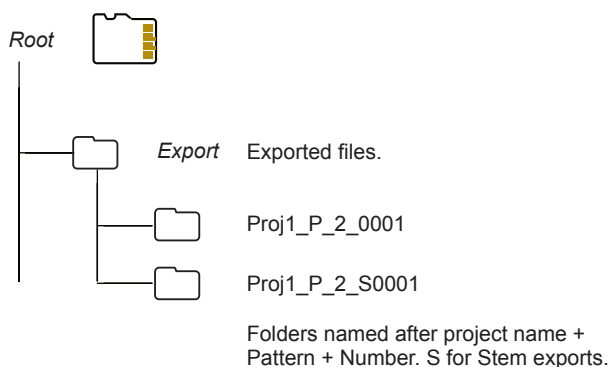 Root
Export Exported files.
Proj1_P_2_0001
Proj1_P_2_S0001
Folders named after project name +
Pattern + Number. S for Stem exports.